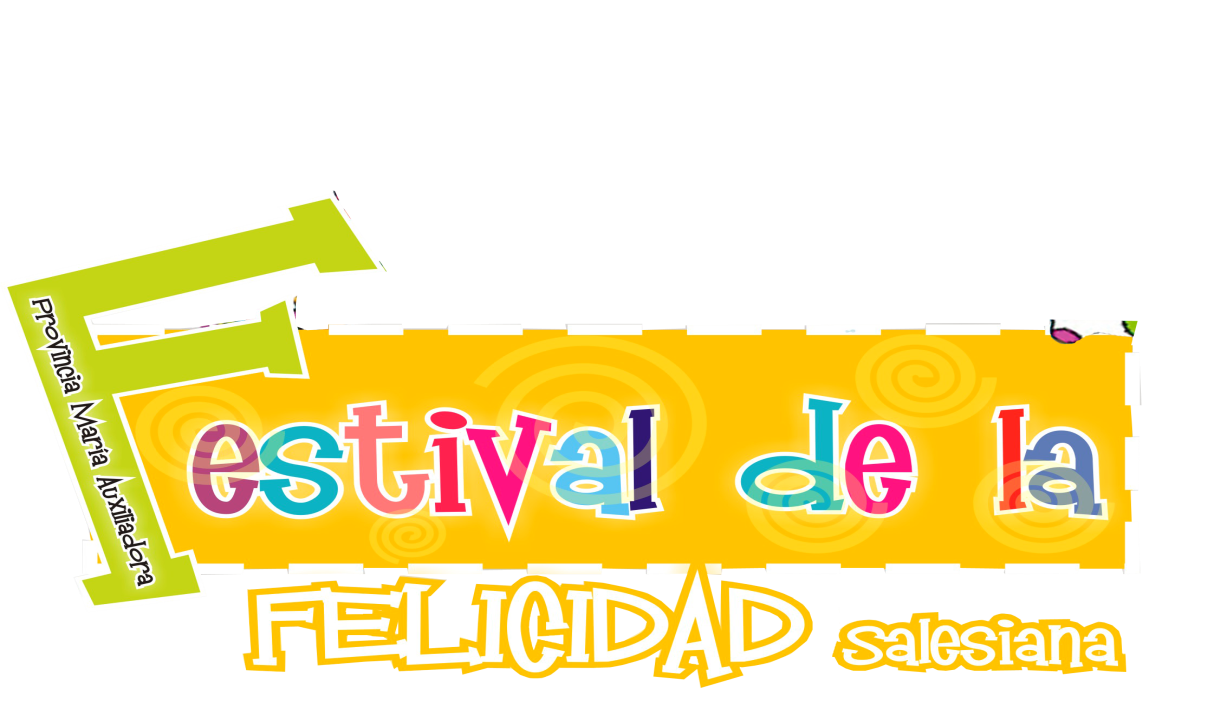 Festival de la
FELICIDAD salesiana
Provincia María Auxiliadora